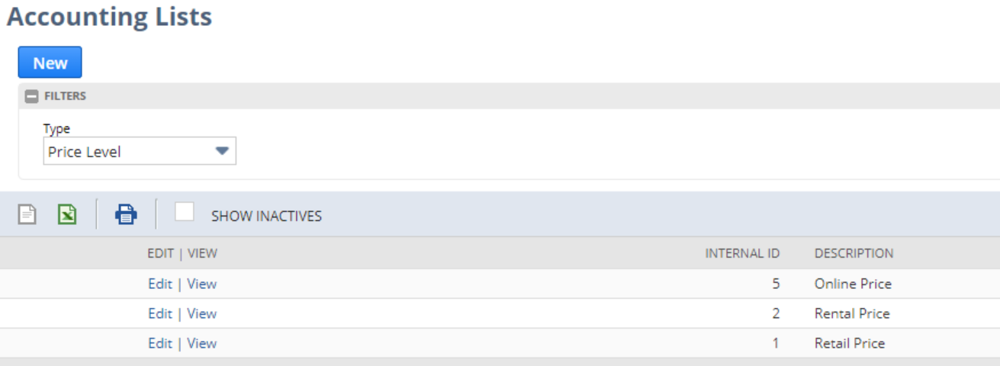 Accounting Lists
New
FILTERS
Type
Price Level
SHOW INACTIVES
EDIT | VIEW INTERNAL ID DESCRIPTION
Edit | View 5 Online Price
Edit | View 2 Rental Price
Edit | View 1 Retail Price